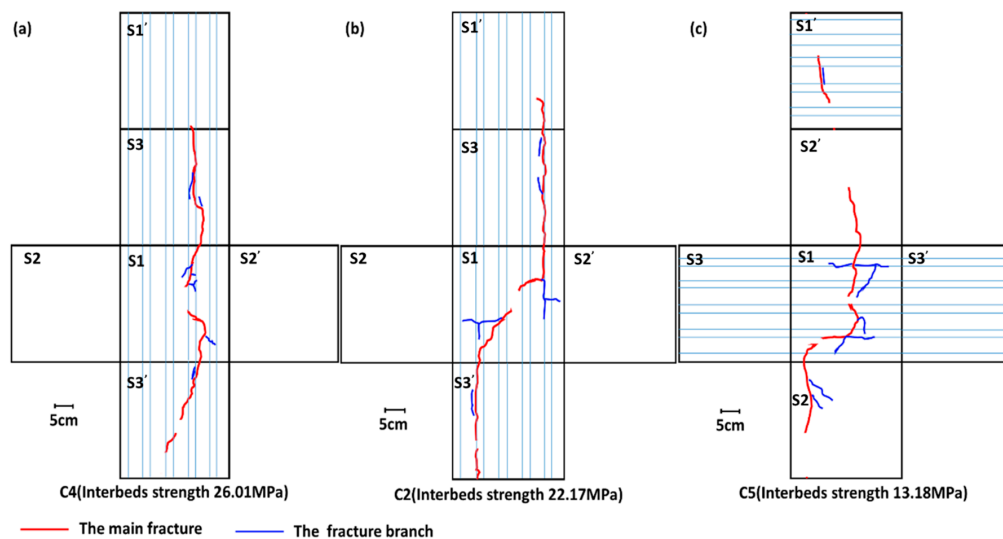 (a)
S1′
S3
S2
S1
S2′
S3′
5cm
C4(Interbeds strength 26.01MPa)
(b)
S1′
S3
S2
S1
S2′
S3′
5cm
C2(Interbeds strength 22.17MPa)
(c)
S1′
S2′
S3
S1
S3′
S2
5cm
C5(Interbeds strength 13.18MPa)
The main fracture
The fracture branch